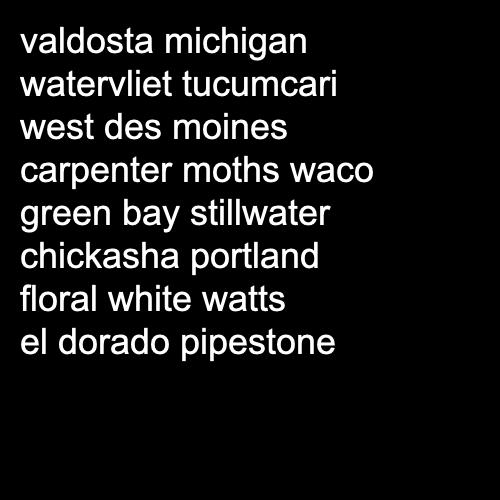 valdosta michigan
watervliet tucumcari
west des moines
carpenter moths waco
green bay stillwater
chickasha portland
floral white watts
el dorado pipestone